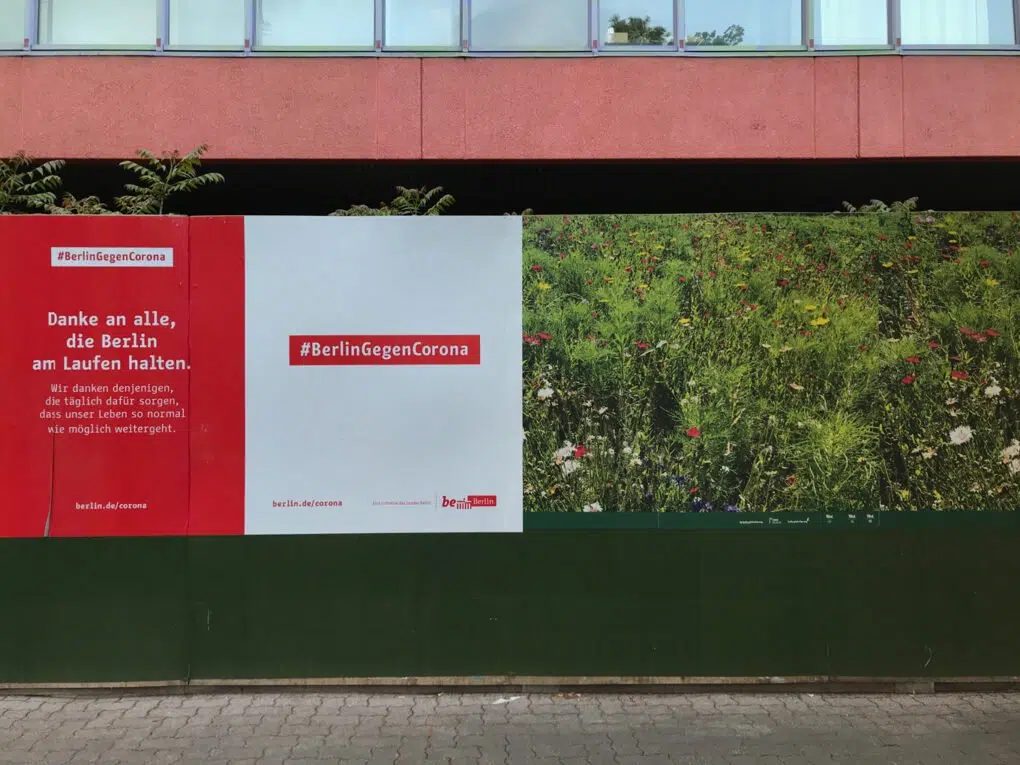 #BerlinGegenCorona
Danke an alle,
die Berlin
am Laufen halten.
Wir danken denjenigen,
die täglich dafür sorgen,
dass unser Leben so normal
wie möglich weitergeht.
berlin.de/corona
#BerlinGegenCorona
berlin.de/corona
be Berlin